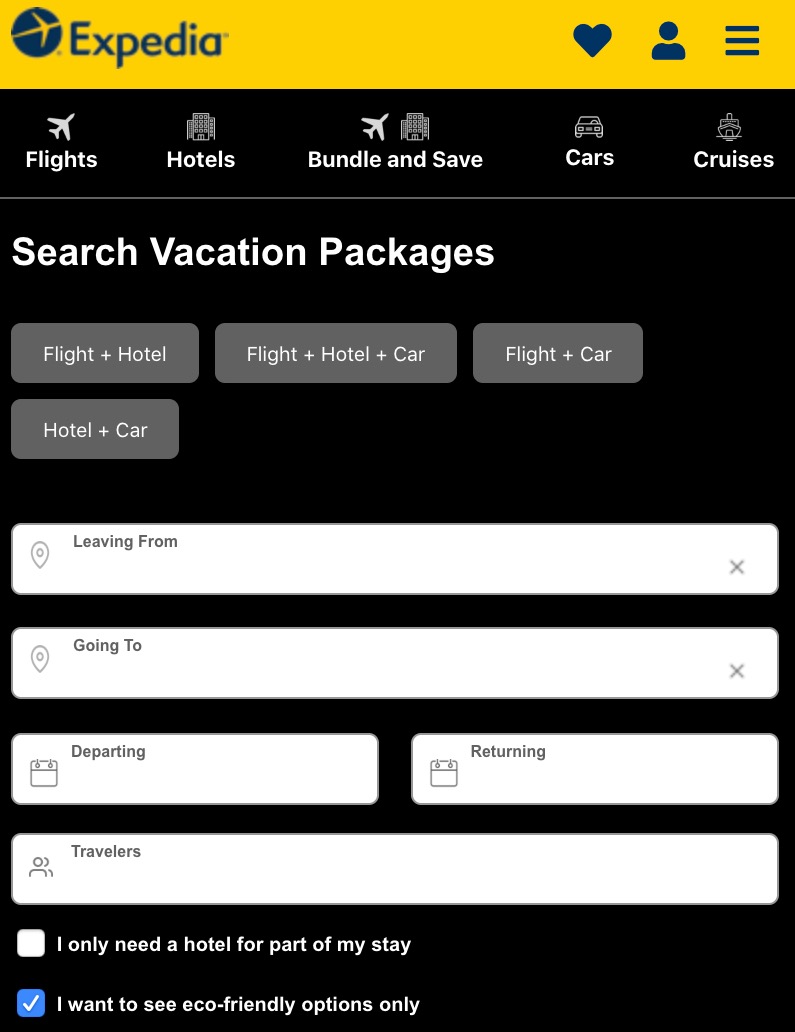 Expedia
Flights Hotels Bundle and Save Cars Cruises
Search Vacation Packages
Flight + Hotel Flight + Hotel + Car Flight + Car
Hotel + Car
Leaving From
Going To
Departing Returning
Travelers
I only need a hotel for part of my stay
I want to see eco-friendly options only